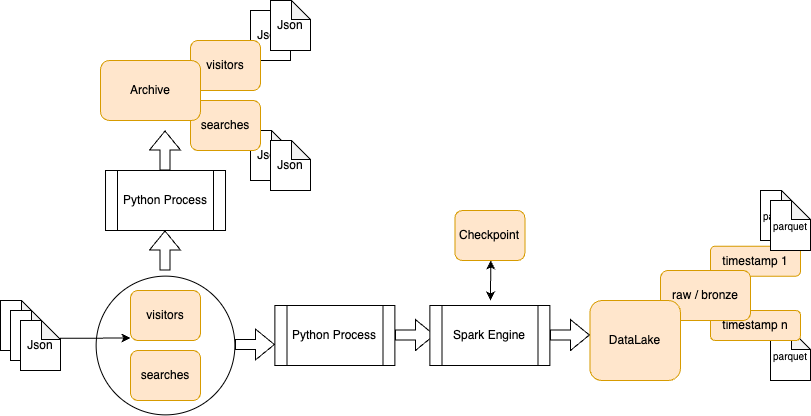 Json
Js
visitors
Archive
searches
Js
Json
Python Process
Checkpoint
pa
parquet
timestamp 1
raw / bronze
visitors
Python Process
Spark Engine
DataLake
timestamp n
Json
searches
parquet